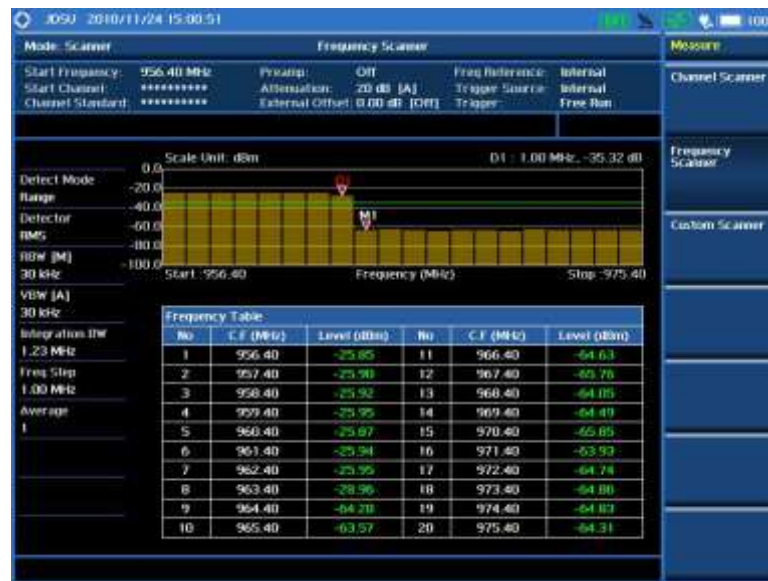 JDSU 2010/11/24 15:00:51 100
Mode: Scanner Frequency Scanner Measure
Start Frequency: 956.40 MHz Preamp: Off Freq Reference: Internal
Start Channel: ********** Attenuation: 20 dB [A] Trigger Source: Internal
Channel Standard: ********** External Offset: 0.00 dB [Off] Trigger: Free Run
Channel Scanner
Frequency Scanner
Custom Scanner
Scale Unit: dBm D1 : 1.00 MHz, -35.32 dB
0.0
-20.0
-40.0
-60.0
-80.0
-100.0
D1
M1
Start :956.40 Frequency (MHz) Stop :975.40
Detect Mode
Range
Detector
RMS
RBW [M]
30 kHz
VBW [A]
30 kHz
Integration BW
1.23 MHz
Freq Step
1.00 MHz
Average
1
Frequency Table
No C.F (MHz) Level (dBm) No C.F (MHz) Level (dBm)
1 956.40 -25.85 11 966.40 -64.63
2 957.40 -25.90 12 967.40 -65.76
3 958.40 -25.92 13 968.40 -64.05
4 959.40 -25.95 14 969.40 -64.49
5 960.40 -25.87 15 970.40 -65.85
6 961.40 -25.94 16 971.40 -63.93
7 962.40 -25.95 17 972.40 -64.74
8 963.40 -28.96 18 973.40 -64.80
9 964.40 -64.28 19 974.40 -64.83
10 965.40 -63.57 20 975.40 -64.31